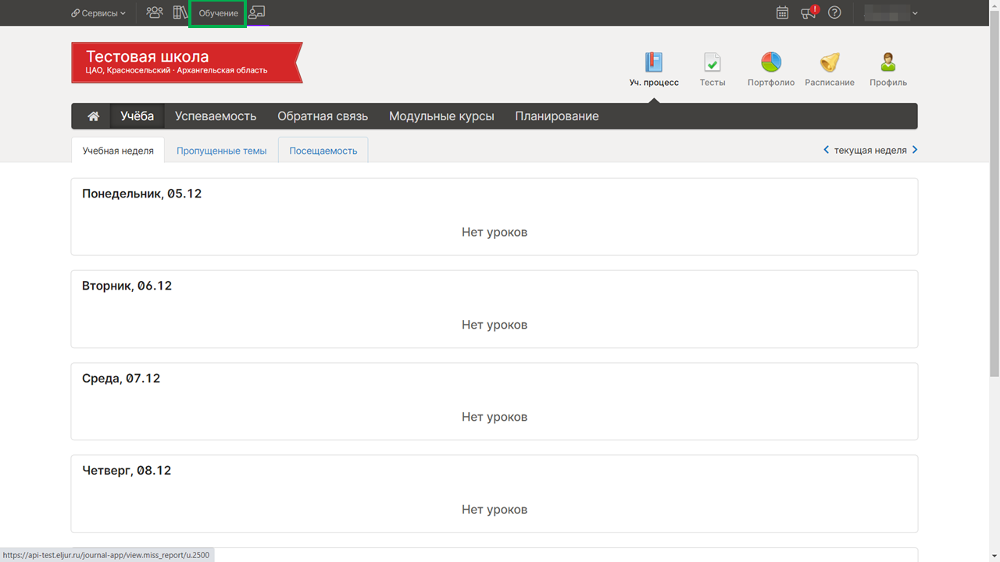 Сервисы
Обучение
!
?
Тестовая школа
ЦАО, Красносельский · Архангельская область
Уч. процесс
Тесты
Портфолио
Расписание
Профиль
Учёба
Успеваемость
Обратная связь
Модульные курсы
Планирование
Учебная неделя
Пропущенные темы
Посещаемость
текущая неделя
Понедельник, 05.12
Нет уроков
Вторник, 06.12
Нет уроков
Среда, 07.12
Нет уроков
Четверг, 08.12
Нет уроков
https://api-test.eljur.ru/journal-app/view.miss_report/u.2500